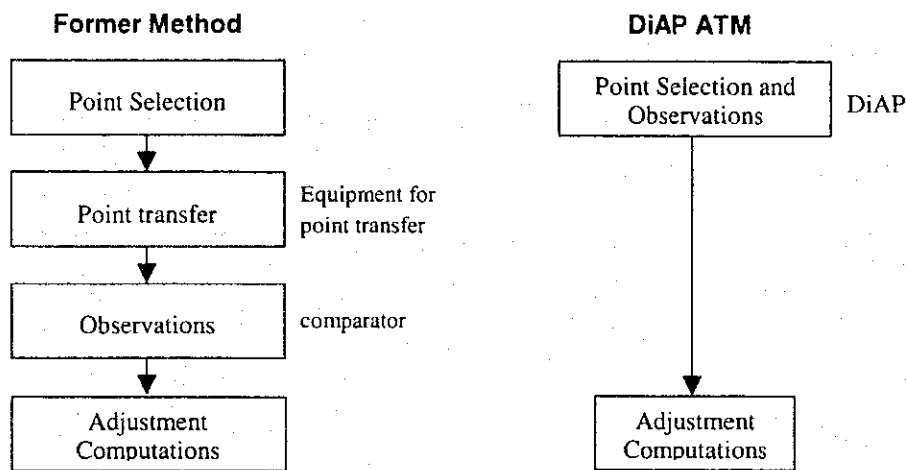 Former Method
Point Selection
Point transfer
Equipment for
point transfer
Observations
comparator
Adjustment
Computations
DiAP ATM
Point Selection and
Observations
DiAP
Adjustment
Computations